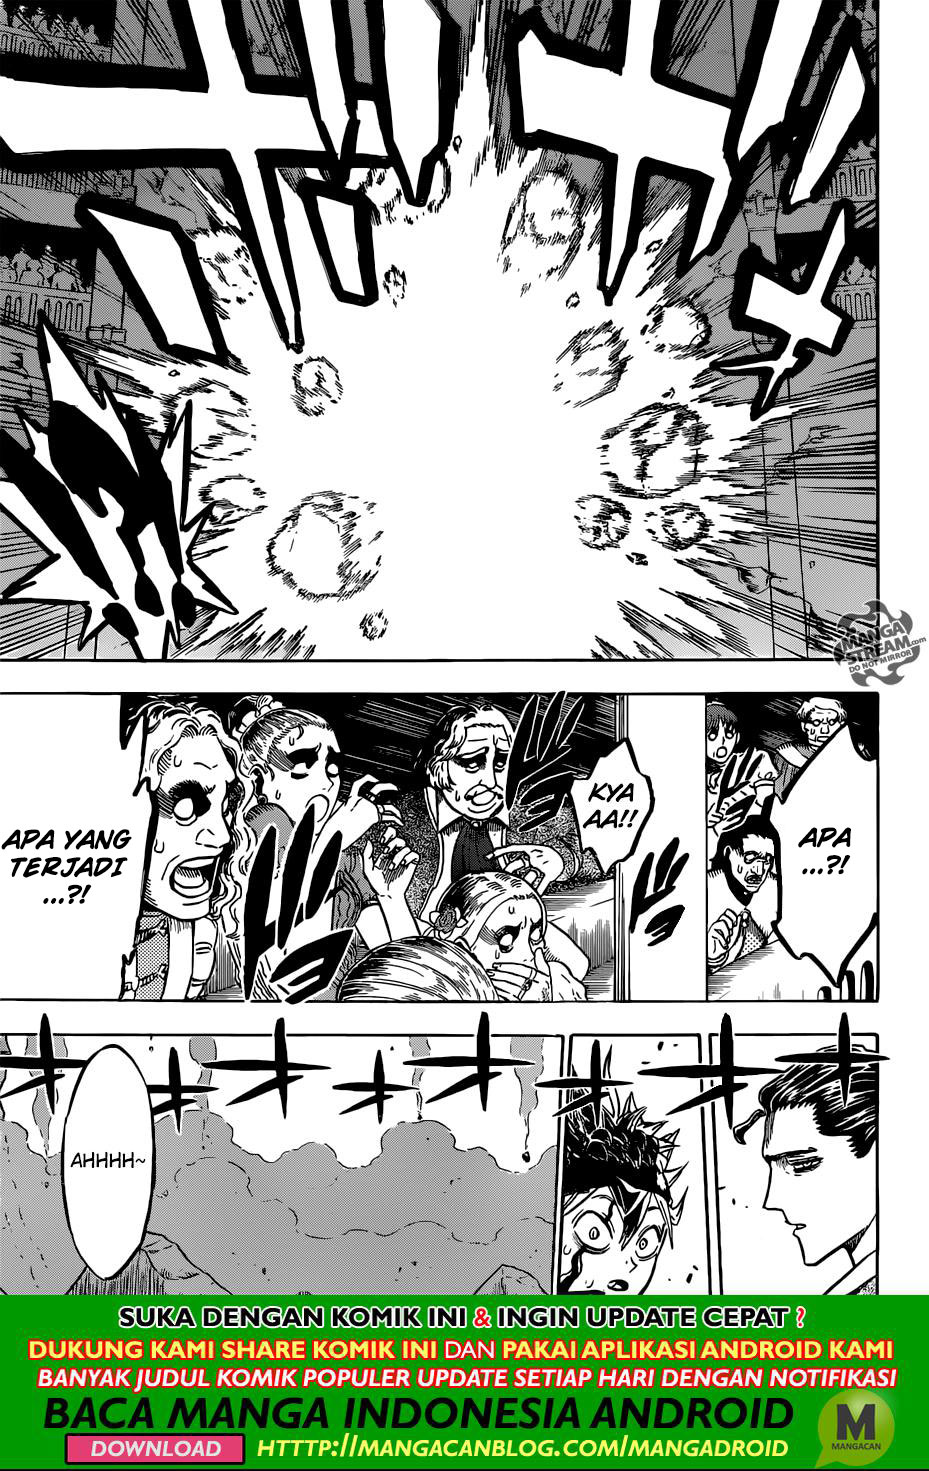 MANGA
STREAM.com
DO NOT MIRROR
APA
...?!
KYA
AA!!
APA YANG
TERJADI
...?!
AHHHH~
SUKA DENGAN KOMIK INI & INGIN UPDATE CEPAT ?
DUKUNG KAMI SHARE KOMIK INI DAN PAKAI APLIKASI ANDROID KAMI
BANYAK JUDUL KOMIK POPULER UPDATE SETIAP HARI DENGAN NOTIFIKASI
BACA MANGA INDONESIA ANDROID
M
MANGACAN
DOWNLOAD
HTTTP://MANGACANBLOG.COM/MANGADROID